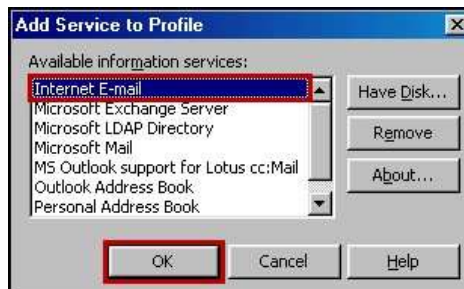 Add Service to Profile
Available information services:
Internet E-mail
Microsoft Exchange Server
Microsoft LDAP Directory
Microsoft Mail
MS Outlook support for Lotus cc:Mail
Outlook Address Book
Personal Address Book
Have Disk...
Remove
About...
OK
Cancel
Help